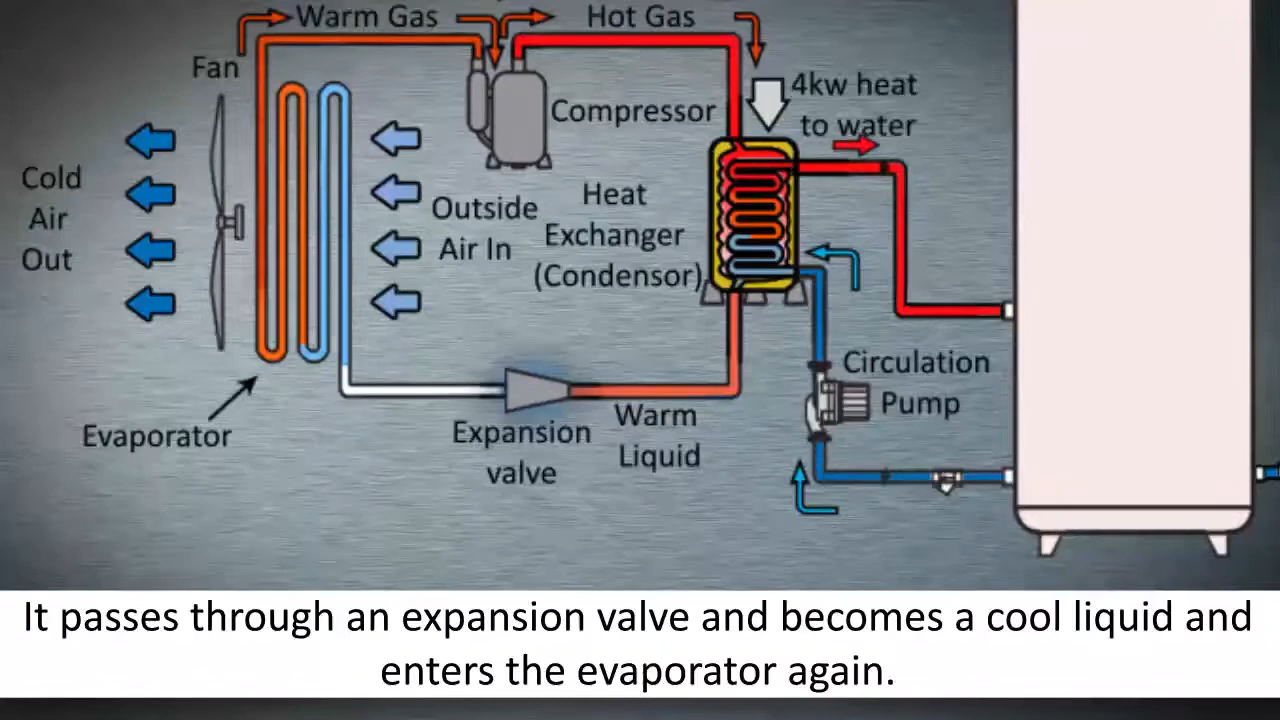 Warm Gas
Hot Gas
Fan
4kw heat
to water
Compressor
Cold
Air
Out
Outside
Air In
Heat
Exchanger
(Condensor)
Circulation
Pump
Evaporator
Expansion
valve
Warm
Liquid
It passes through an expansion valve and becomes a cool liquid and
enters the evaporator again.